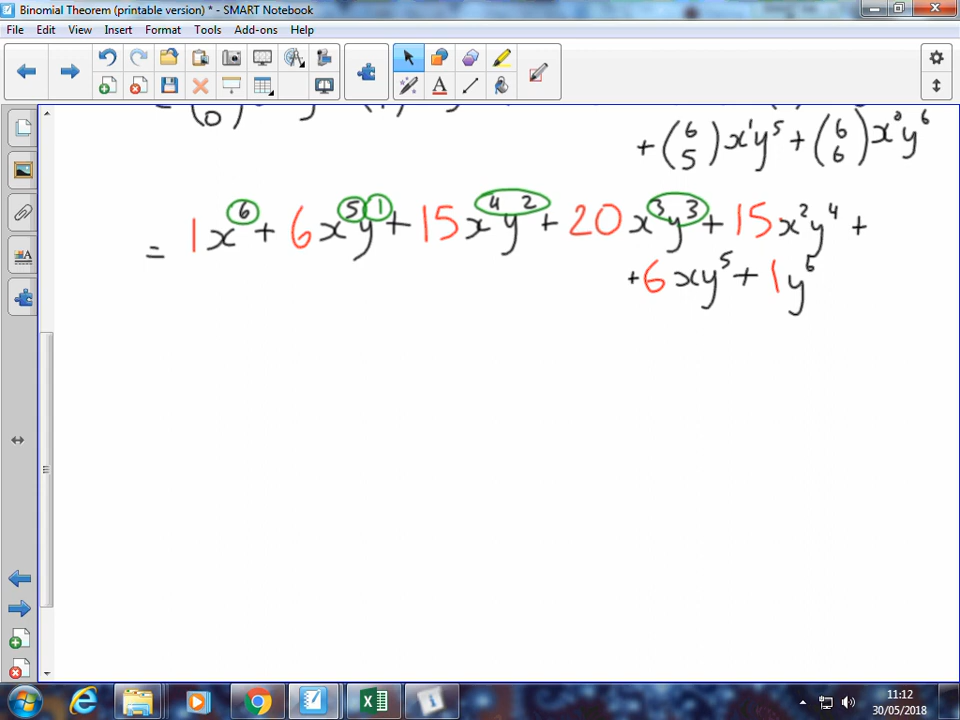 Binomial Theorem (printable version) * - SMART Notebook
File Edit View Insert Format Tools Add-ons Help
+ (6 5) x¹y⁵ + (6 6) x⁰y⁶
= 1x⁶ + 6x⁵y¹ + 15x⁴y² + 20x³y³ + 15x²y⁴ +
+ 6xy⁵ + 1y⁶
11:12
30/05/2018